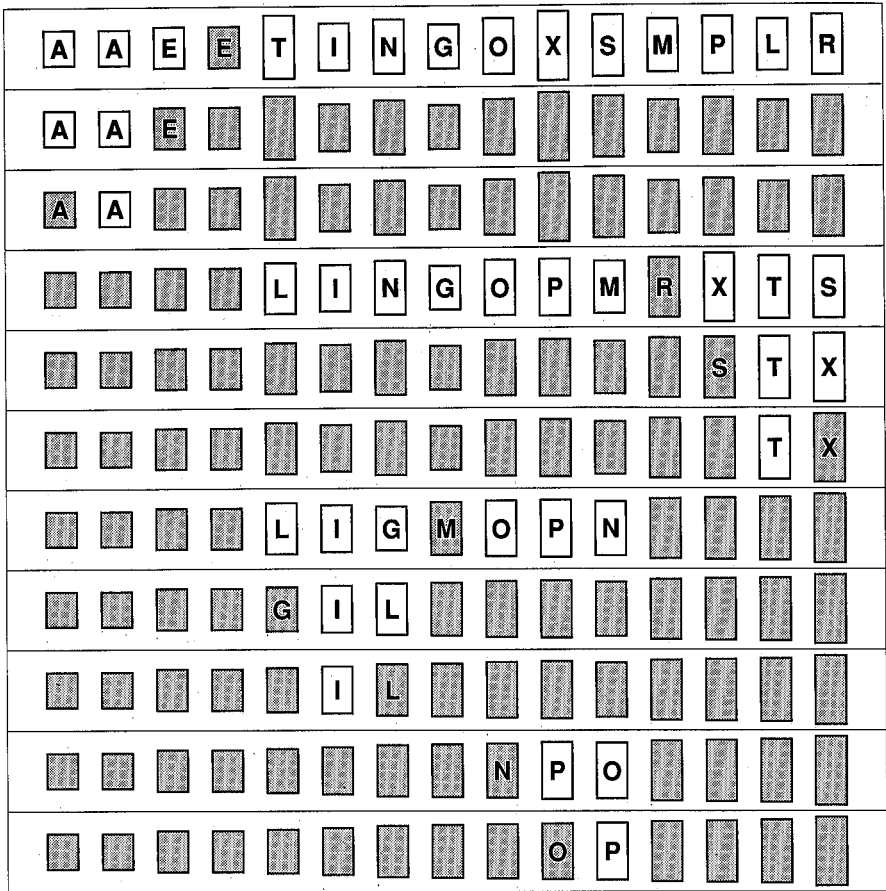 A A E E T I N G O X S M P L R
A A E
A A
L I N G O P M R X T S
S T X
T X
L I G M O P N
G I L
I L
N P O
O P